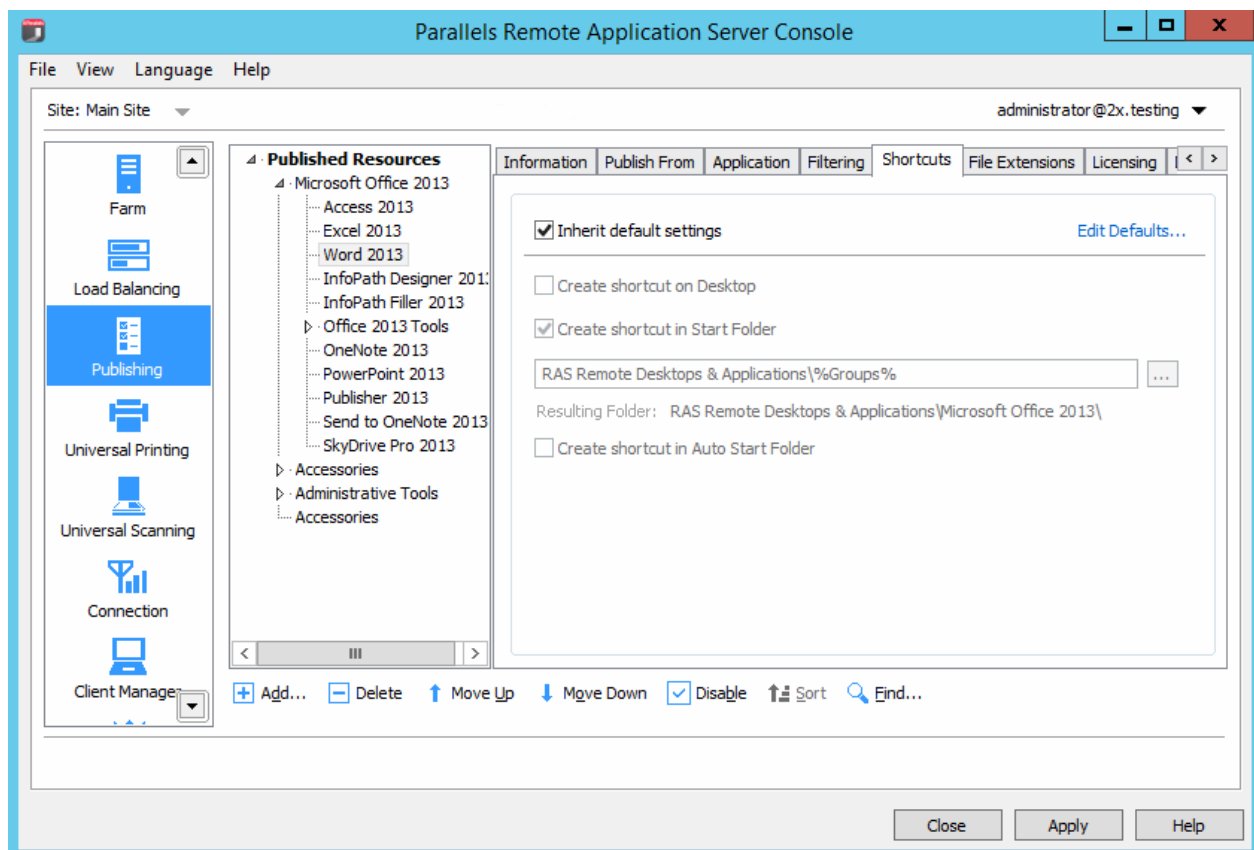 Parallels Remote Application Server Console
File View Language Help
Site: Main Site
administrator@2x.testing
Farm
Load Balancing
Publishing
Universal Printing
Universal Scanning
Connection
Client Manager
Published Resources
Microsoft Office 2013
Access 2013
Excel 2013
Word 2013
InfoPath Designer 201
InfoPath Filler 2013
Office 2013 Tools
OneNote 2013
PowerPoint 2013
Publisher 2013
Send to OneNote 2013
SkyDrive Pro 2013
Accessories
Administrative Tools
Accessories
Information Publish From Application Filtering Shortcuts File Extensions Licensing
Inherit default settings
Edit Defaults...
Create shortcut on Desktop
Create shortcut in Start Folder
RAS Remote Desktops & Applications\%Groups%
...
Resulting Folder: RAS Remote Desktops & Applications\Microsoft Office 2013\
Create shortcut in Auto Start Folder
Add... Delete Move Up Move Down Disable Sort Find...
Close Apply Help